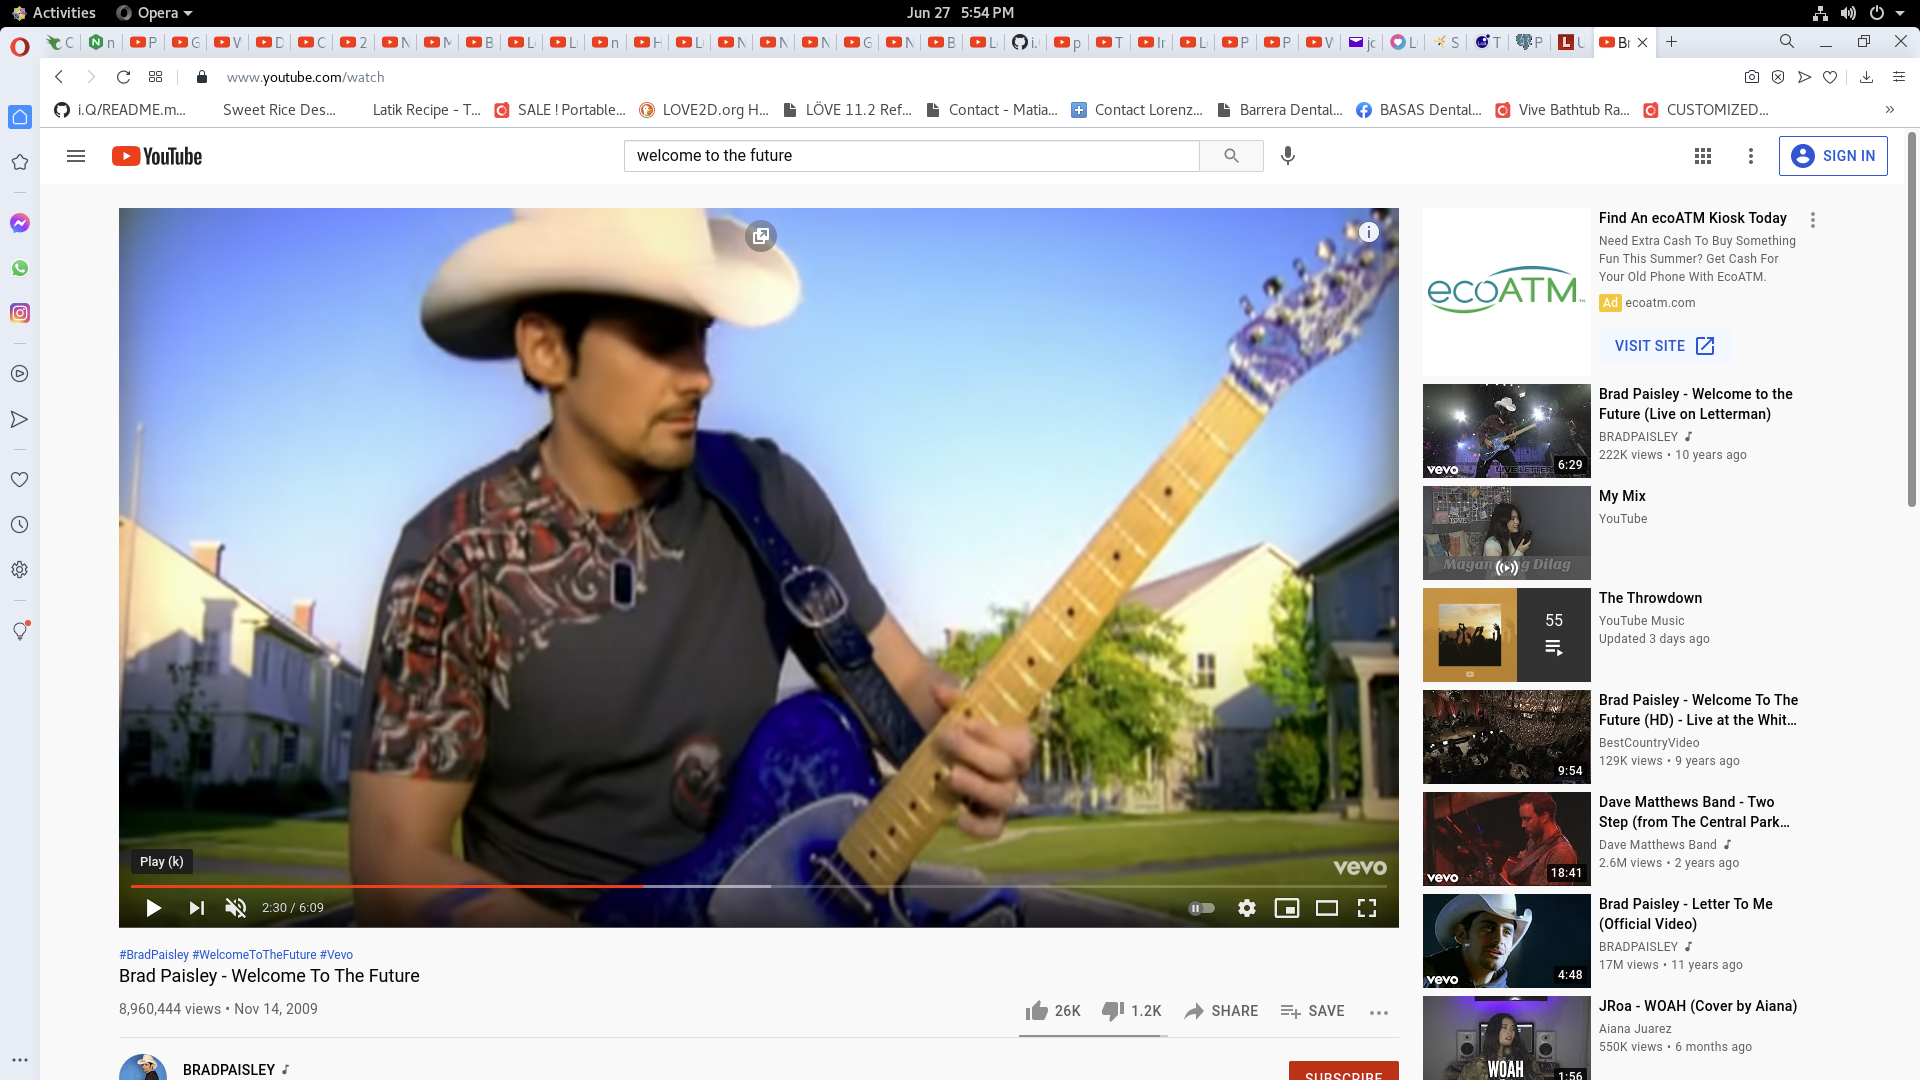 Activities
Opera
Jun 27 5:54 PM
www.youtube.com/watch
i.Q/README.m...
Sweet Rice Des...
Latik Recipe - T...
SALE ! Portable...
LOVE2D.org H...
LÖVE 11.2 Ref...
Contact - Matia...
Contact Lorenz...
Barrera Dental...
BASAS Dental...
Vive Bathtub Ra...
CUSTOMIZED...
»
YouTube
welcome to the future
SIGN IN
Play (k)
vevo
2:30 / 6:09
#BradPaisley #WelcomeToTheFuture #Vevo
Brad Paisley - Welcome To The Future
8,960,444 views • Nov 14, 2009
26K
1.2K
SHARE
SAVE
BRADPAISLEY
SUBSCRIBE
ecoATM
Find An ecoATM Kiosk Today
Need Extra Cash To Buy Something
Fun This Summer? Get Cash For
Your Old Phone With EcoATM.
Ad ecoatm.com
VISIT SITE
vevo
6:29
Brad Paisley - Welcome to the
Future (Live on Letterman)
BRADPAISLEY
222K views • 10 years ago
My Mix
YouTube
55
The Throwdown
YouTube Music
Updated 3 days ago
9:54
Brad Paisley - Welcome To The
Future (HD) - Live at the Whit...
BestCountryVideo
129K views • 9 years ago
vevo
18:41
Dave Matthews Band - Two
Step (from The Central Park...
Dave Matthews Band
2.6M views • 2 years ago
vevo
4:48
Brad Paisley - Letter To Me
(Official Video)
BRADPAISLEY
17M views • 11 years ago
WOAH
1:56
JRoa - WOAH (Cover by Aiana)
Aiana Juarez
550K views • 6 months ago